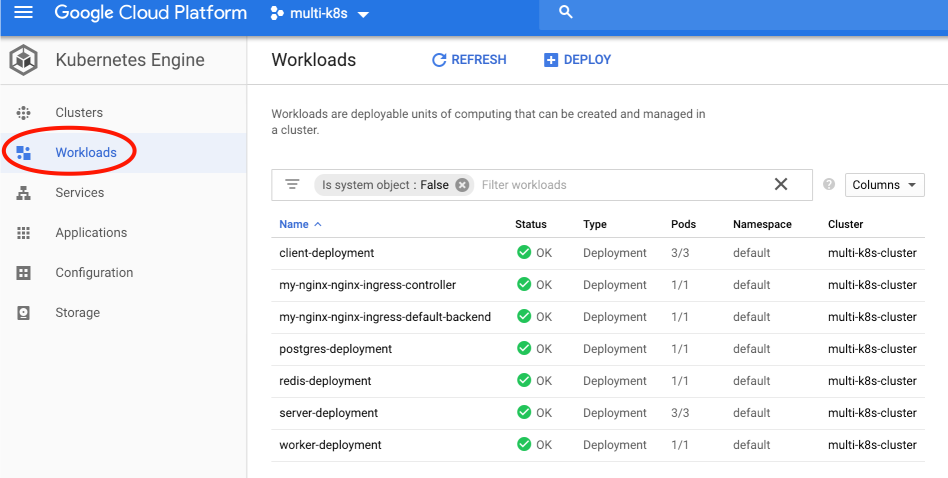 Google Cloud Platform multi-k8s
Kubernetes Engine
Workloads REFRESH DEPLOY
Clusters
Workloads
Services
Applications
Configuration
Storage
Workloads are deployable units of computing that can be created and managed in
a cluster.
Is system object : False Filter workloads Columns
Name Status Type Pods Namespace Cluster
client-deployment OK Deployment 3/3 default multi-k8s-cluster
my-nginx-nginx-ingress-controller OK Deployment 1/1 default multi-k8s-cluster
my-nginx-nginx-ingress-default-backend OK Deployment 1/1 default multi-k8s-cluster
postgres-deployment OK Deployment 1/1 default multi-k8s-cluster
redis-deployment OK Deployment 1/1 default multi-k8s-cluster
server-deployment OK Deployment 3/3 default multi-k8s-cluster
worker-deployment OK Deployment 1/1 default multi-k8s-cluster